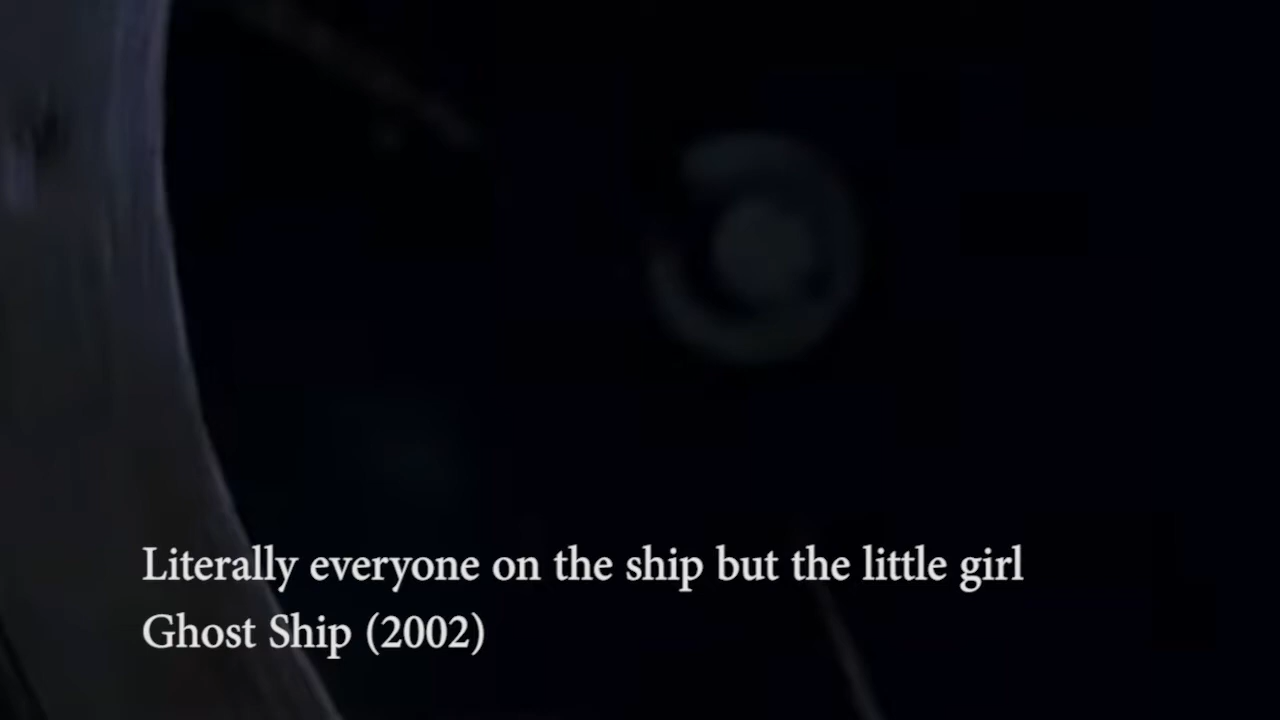 Literally everyone on the ship but the little girl
Ghost Ship (2002)